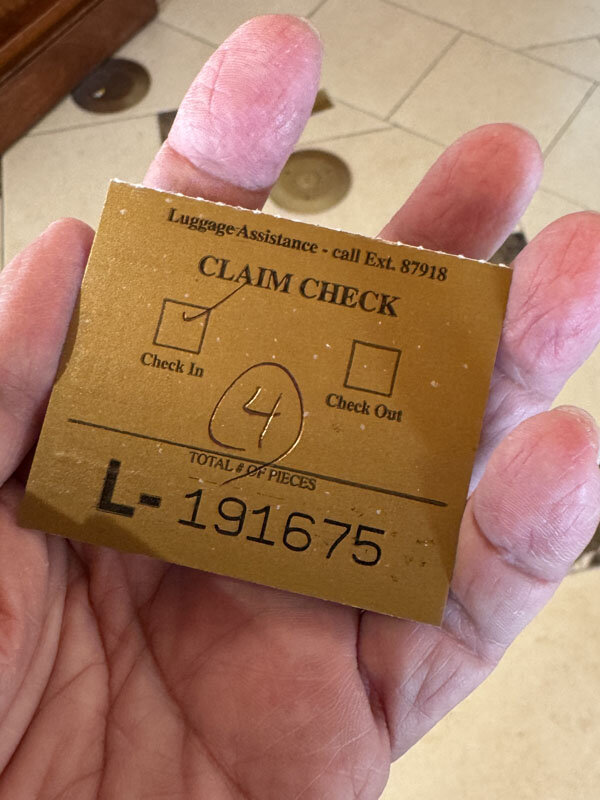 Luggage Assistance - call Ext. 87918
CLAIM CHECK
Check In
Check Out
4
TOTAL # OF PIECES
L- 191675